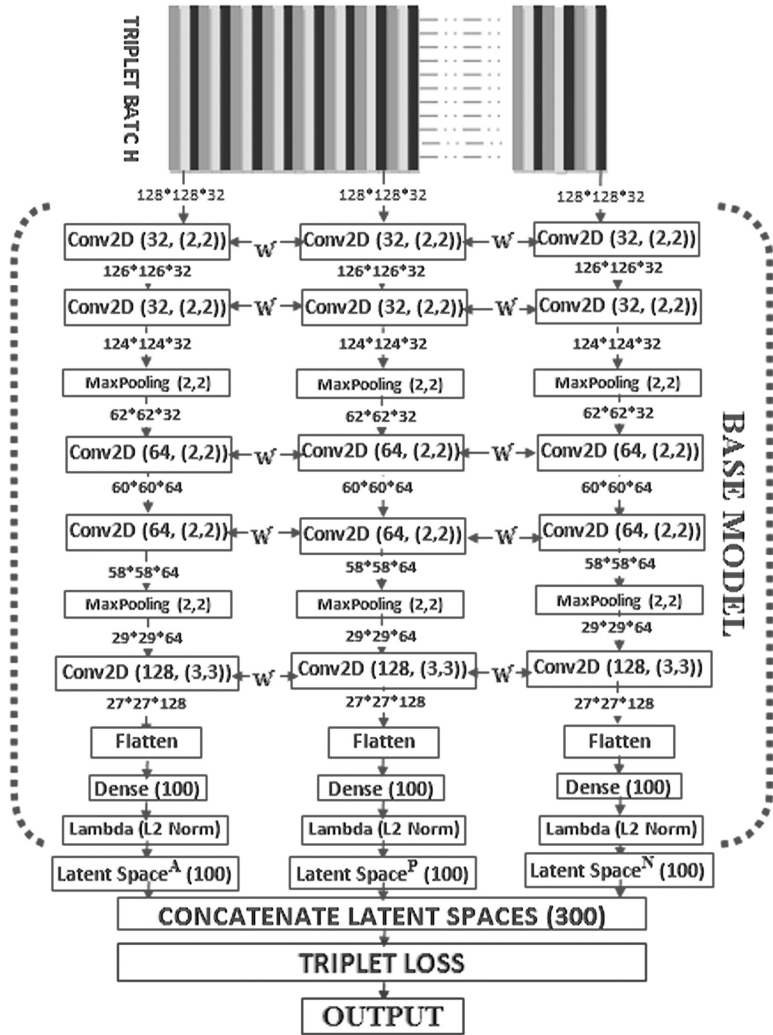 TRIPLET BATCH
128*128*32 128*128*32 128*128*32
Conv2D (32, (2,2)) W Conv2D (32, (2,2)) W Conv2D (32, (2,2))
126*126*32 126*126*32 126*126*32
Conv2D (32, (2,2)) W Conv2D (32, (2,2)) W Conv2D (32, (2,2))
124*124*32 124*124*32 124*124*32
MaxPooling (2,2) MaxPooling (2,2) MaxPooling (2,2)
62*62*32 62*62*32 62*62*32
Conv2D (64, (2,2)) W Conv2D (64, (2,2)) W Conv2D (64, (2,2))
60*60*64 60*60*64 60*60*64
Conv2D (64, (2,2)) W Conv2D (64, (2,2)) W Conv2D (64, (2,2))
58*58*64 58*58*64 58*58*64
MaxPooling (2,2) MaxPooling (2,2) MaxPooling (2,2)
29*29*64 29*29*64 29*29*64
Conv2D (128, (3,3)) W Conv2D (128, (3,3)) W Conv2D (128, (3,3))
27*27*128 27*27*128 27*27*128
Flatten Flatten Flatten
Dense (100) Dense (100) Dense (100)
Lambda (L2 Norm) Lambda (L2 Norm) Lambda (L2 Norm)
Latent Space^A (100) Latent Space^P (100) Latent Space^N (100)
BASE MODEL
CONCATENATE LATENT SPACES (300)
TRIPLET LOSS
OUTPUT